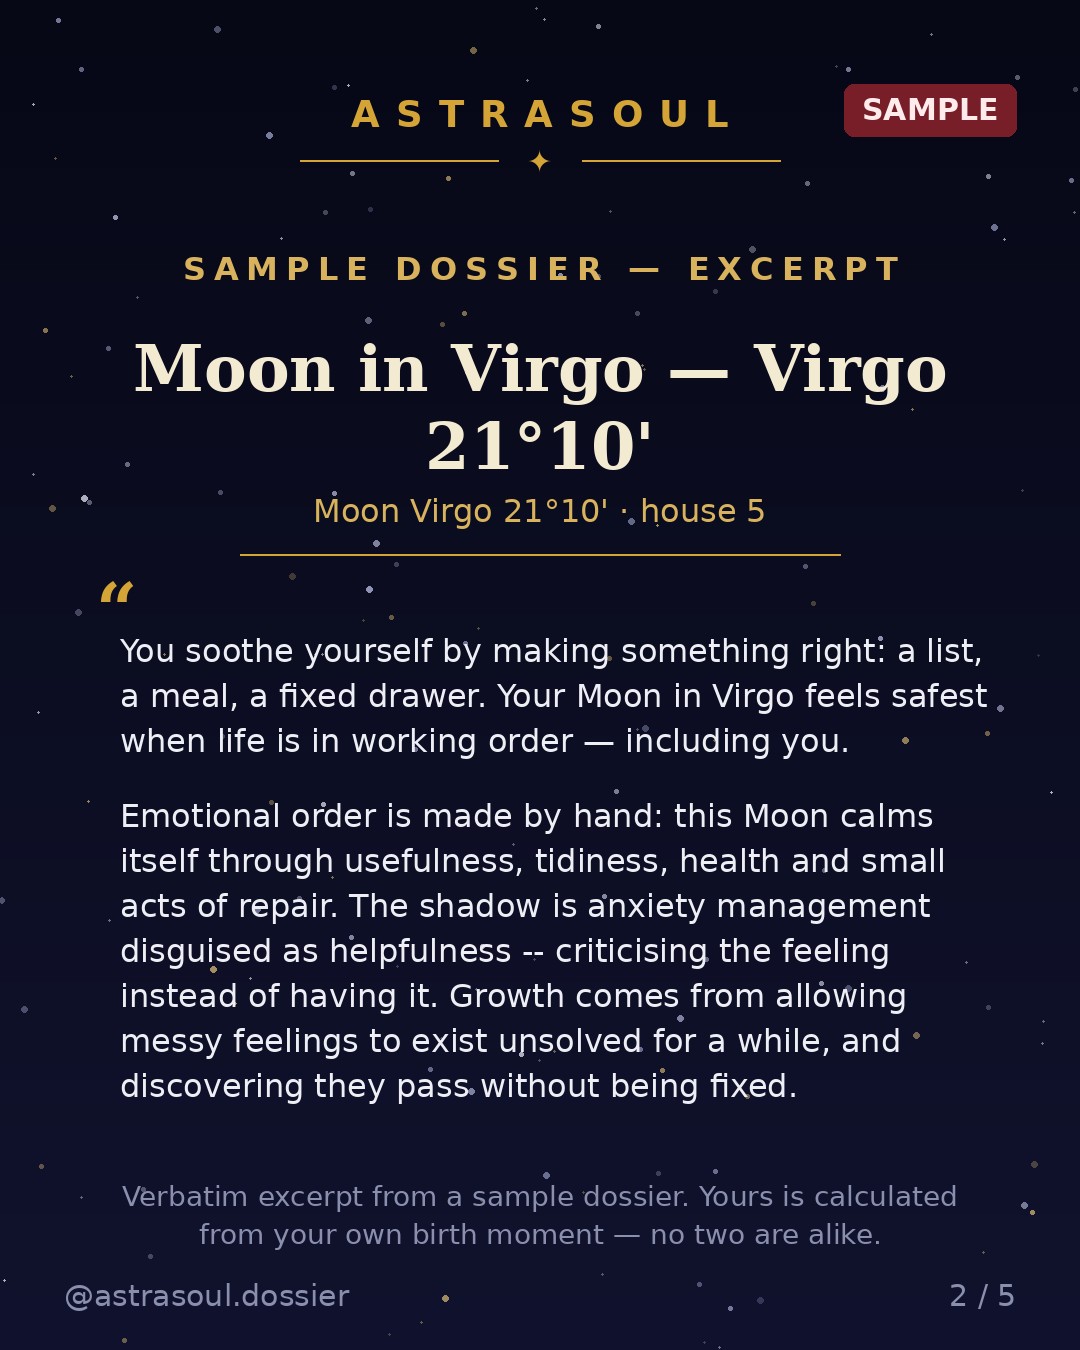 ASTRASOUL
SAMPLE
SAMPLE DOSSIER — EXCERPT
Moon in Virgo — Virgo
21°10'
Moon Virgo 21°10' · house 5
“
You soothe yourself by making something right: a list,
a meal, a fixed drawer. Your Moon in Virgo feels safest
when life is in working order — including you.
Emotional order is made by hand: this Moon calms
itself through usefulness, tidiness, health and small
acts of repair. The shadow is anxiety management
disguised as helpfulness -- criticising the feeling
instead of having it. Growth comes from allowing
messy feelings to exist unsolved for a while, and
discovering they pass without being fixed.
Verbatim excerpt from a sample dossier. Yours is calculated
from your own birth moment — no two are alike.
@astrasoul.dossier
2 / 5